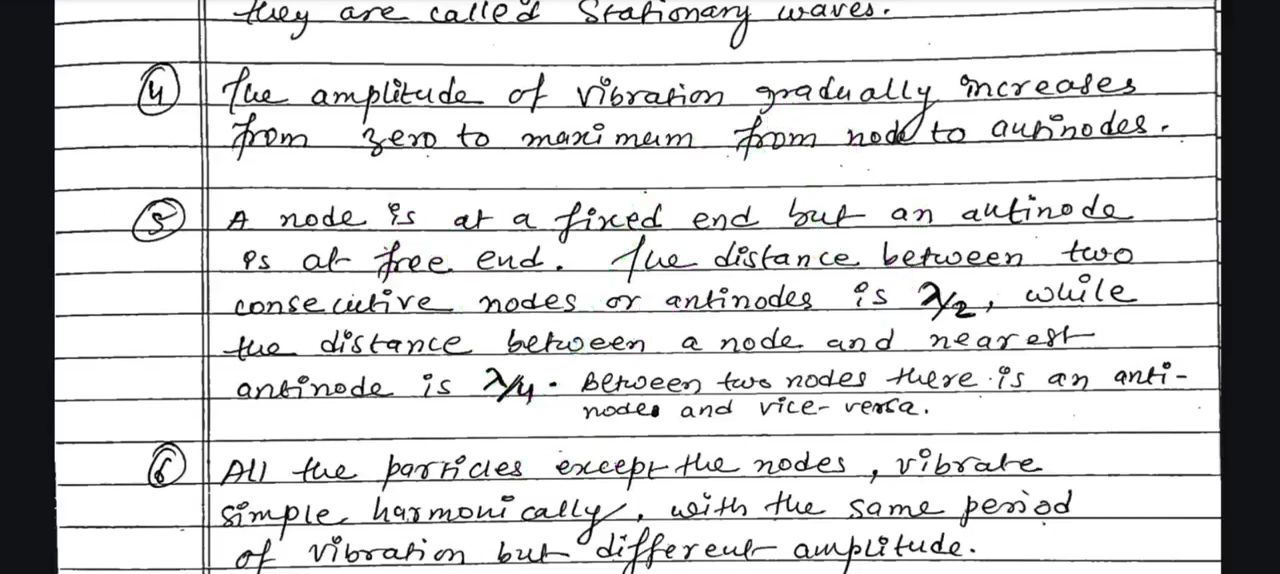 they are called Stationary waves.
4 The amplitude of vibration gradually increases
from zero to maximum from node to antinodes.
5 A node is at a fixed end but an antinode
is at free end. The distance between two
consecutive nodes or antinodes is λ/2, while
the distance between a node and nearest
antinode is λ/4. Between two nodes there is an anti-
node and vice-versa.
6 All the particles except the nodes, vibrate
simple harmonically, with the same period
of vibration but different amplitude.